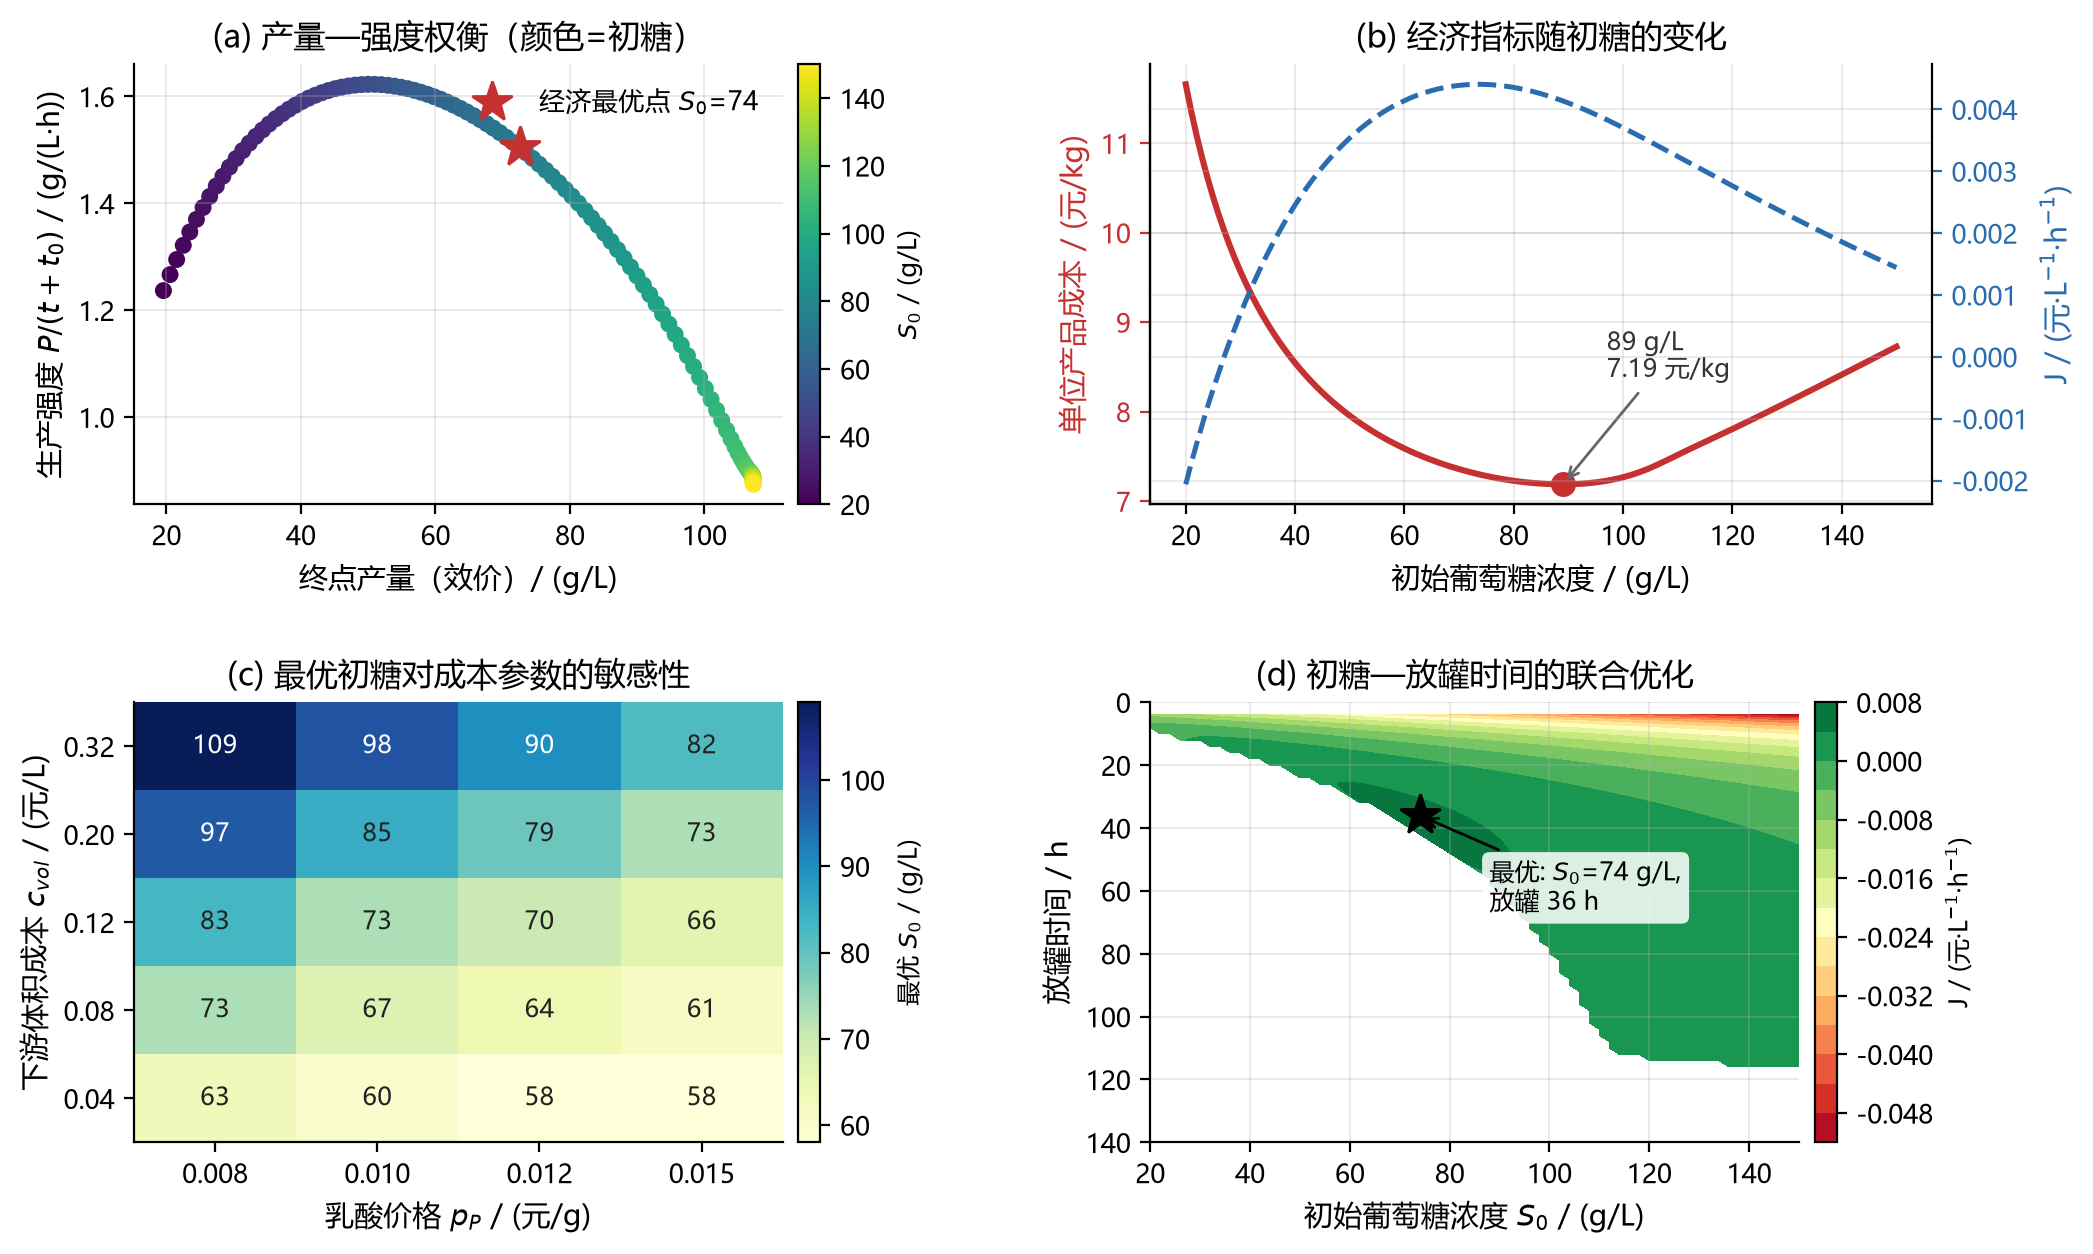 (a) 产量—强度权衡（颜色=初糖）
生产强度 P/(t + t₀) / (g/(L·h))
1.6
1.4
1.2
1.0
经济最优点 S₀=74
20 40 60 80 100
终点产量（效价）/ (g/L)
140
120
100
80
60
40
20
S₀ / (g/L)
(b) 经济指标随初糖的变化
单位产品成本 / (元/kg)
11
10
9
8
7
89 g/L
7.19 元/kg
0.004
0.003
0.002
0.001
0.000
-0.001
-0.002
J / (元·L⁻¹·h⁻¹)
20 40 60 80 100 120 140
初始葡萄糖浓度 / (g/L)
(c) 最优初糖对成本参数的敏感性
下游体积成本 cᵥₒₗ / (元/L)
0.32 109 98 90 82
0.20 97 85 79 73
0.12 83 73 70 66
0.08 73 67 64 61
0.04 63 60 58 58
0.008 0.010 0.012 0.015
乳酸价格 p_P / (元/g)
100
90
80
70
60
最优 S₀ / (g/L)
(d) 初糖—放罐时间的联合优化
放罐时间 / h
0
20
40
60
80
100
120
140
最优: S₀=74 g/L,
放罐 36 h
20 40 60 80 100 120 140
初始葡萄糖浓度 S₀ / (g/L)
0.008
0.000
-0.008
-0.016
-0.024
-0.032
-0.040
-0.048
J / (元·L⁻¹·h⁻¹)